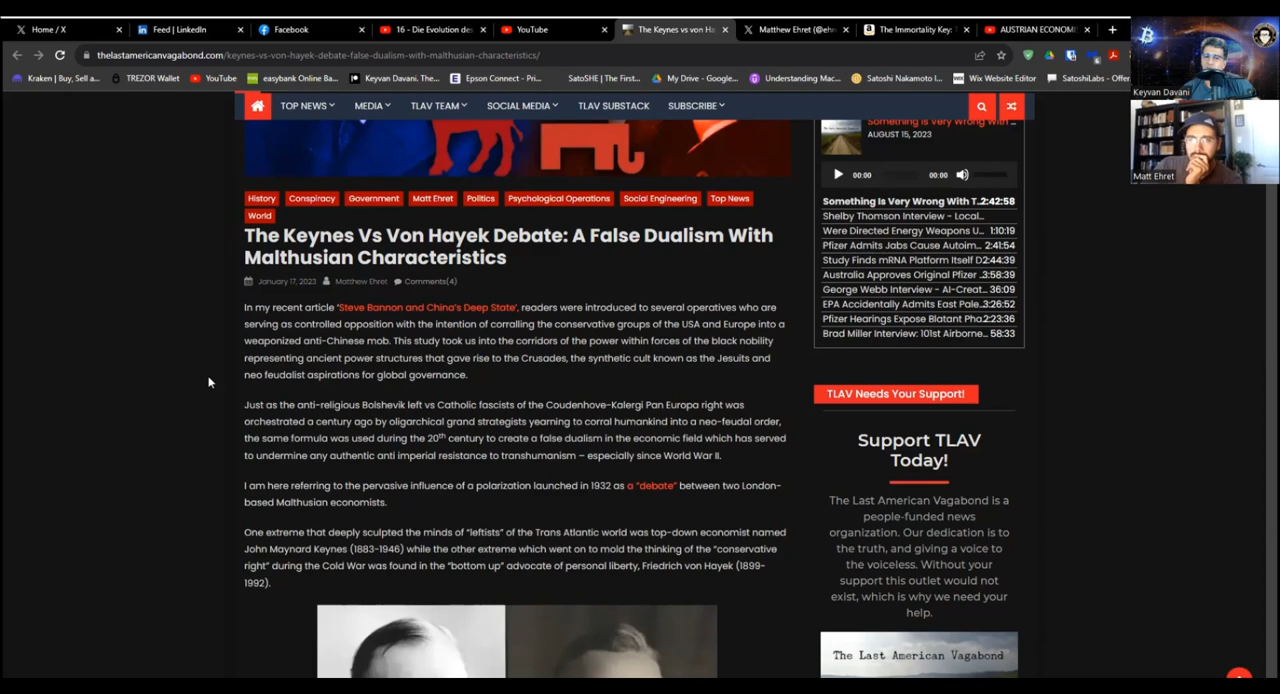 Home / X
Feed | LinkedIn
Facebook
16 - Die Evolution des
YouTube
The Keynes vs von Ha
Matthew Ehret (@ehr
The Immortality Key:
AUSTRIAN ECONOMI
thelastamericanvagabond.com/keynes-vs-von-hayek-debate-false-dualism-with-malthusian-characteristics/
Kraken | Buy, Sell a...
TREZOR Wallet
YouTube
easybank Online Ba...
Keyvan Davani. The...
Epson Connect - Pri...
SatoSHE | The First...
My Drive - Google...
Understanding Mac...
Satoshi Nakamoto I...
Wix Website Editor
SatoshiLabs - Offer...
Keyvan Davani
Matt Ehret
TOP NEWS
MEDIA
TLAV TEAM
SOCIAL MEDIA
TLAV SUBSTACK
SUBSCRIBE
History
Conspiracy
Government
Matt Ehret
Politics
Psychological Operations
Social Engineering
Top News
World
The Keynes Vs Von Hayek Debate: A False Dualism With
Malthusian Characteristics
January 17, 2023 Matthew Ehret Comments(4)
In my recent article 'Steve Bannon and China's Deep State', readers were introduced to several operatives who are
serving as controlled opposition with the intention of corralling the conservative groups of the USA and Europe into a
weaponized anti-Chinese mob. This study took us into the corridors of the power within forces of the black nobility
representing ancient power structures that gave rise to the Crusades, the synthetic cult known as the Jesuits and
neo feudalist aspirations for global governance.
Just as the anti-religious Bolshevik left vs Catholic fascists of the Coudenhove-Kalergi Pan Europa right was
orchestrated a century ago by oligarchical grand strategists yearning to corral humankind into a neo-feudal order,
the same formula was used during the 20th century to create a false dualism in the economic field which has served
to undermine any authentic anti imperial resistance to transhumanism – especially since World War II.
I am here referring to the pervasive influence of a polarization launched in 1932 as a "debate" between two London-
based Malthusian economists.
One extreme that deeply sculpted the minds of "leftists" of the Trans Atlantic world was top-down economist named
John Maynard Keynes (1883-1946) while the other extreme which went on to mold the thinking of the "conservative
right" during the Cold War was found in the "bottom up" advocate of personal liberty, Friedrich von Hayek (1899-
1992).
Something Is Very Wrong With ...
AUGUST 15, 2023
00:00
00:00
Something Is Very Wrong With T... 2:42:58
Shelby Thomson Interview - Local...
Were Directed Energy Weapons U... 1:10:19
Pfizer Admits Jabs Cause Autoim... 2:41:54
Study Finds mRNA Platform Itself D 2:44:39
Australia Approves Original Pfizer ...3:58:39
George Webb Interview - AI-Creat... 36:09
EPA Accidentally Admits East Pale...3:26:52
Pfizer Hearings Expose Blatant Pha. 2:23:36
Brad Miller Interview: 101st Airborne... 58:33
TLAV Needs Your Support!
Support TLAV
Today!
The Last American Vagabond is a
people-funded news
organization. Our dedication is to
the truth, and giving a voice to
the voiceless. Without your
support this outlet would not
exist, which is why we need your
help.
The Last American Vagabond